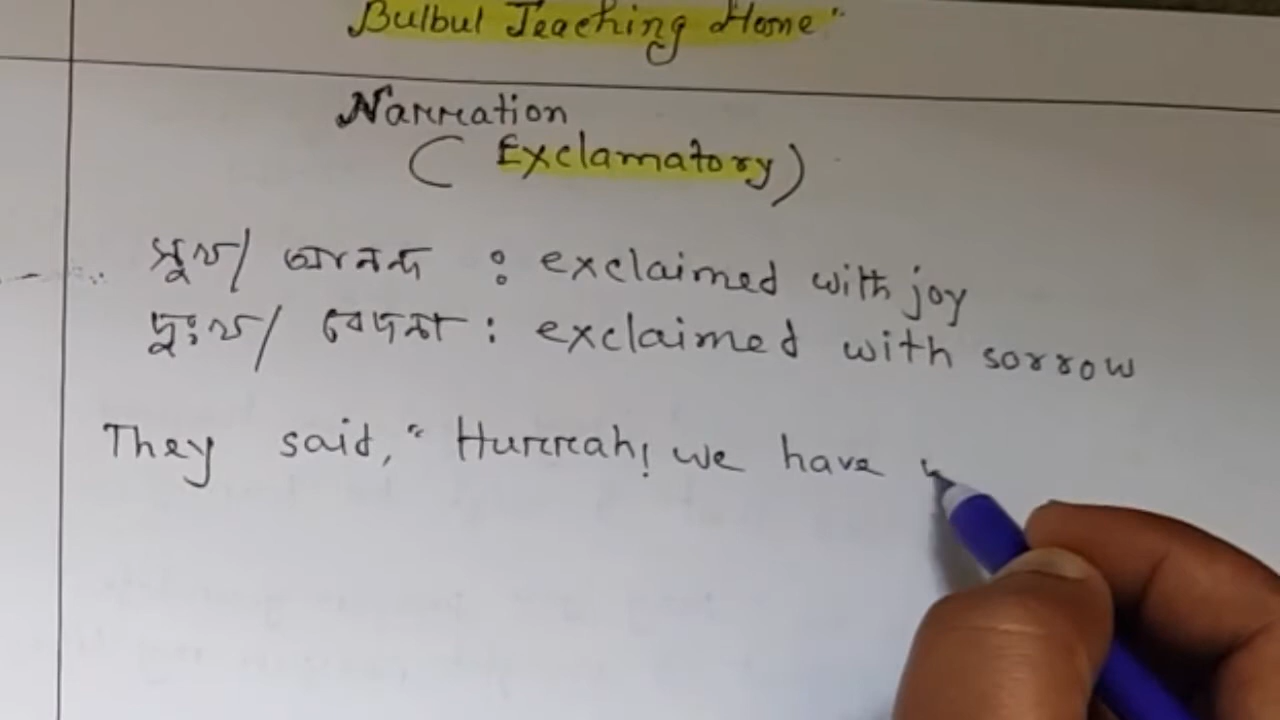 Bulbul Teaching Home"
Narration
(Exclamatory)
সুখ/ আনন্দ : exclaimed with joy
দুঃখ/ বেদনা : exclaimed with sorrow
They said, "Hurrah! we have